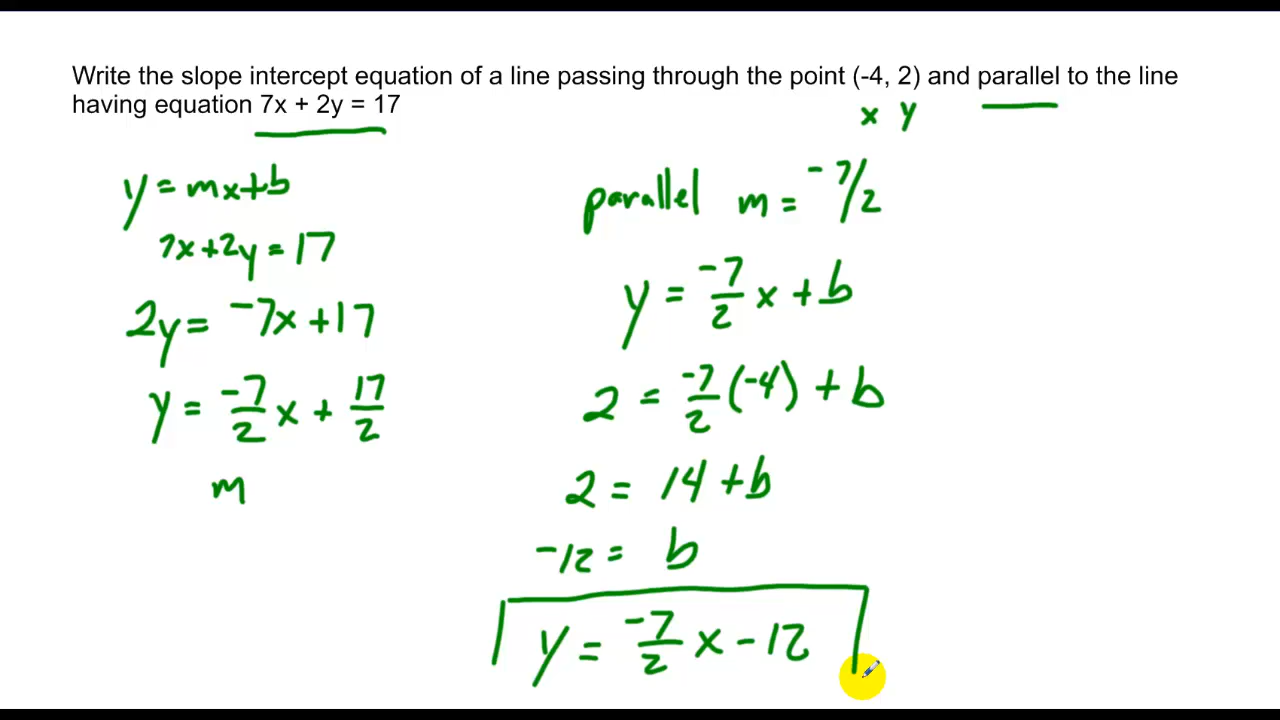 Write the slope intercept equation of a line passing through the point (-4, 2) and parallel to the line
having equation 7x + 2y = 17
x y
y = mx+b
7x+2y = 17
2y = -7x+17
y = -7/2 x + 17/2
m
parallel m = -7/2
y = -7/2 x + b
2 = -7/2 (-4) + b
2 = 14 + b
-12 = b
y = -7/2 x - 12